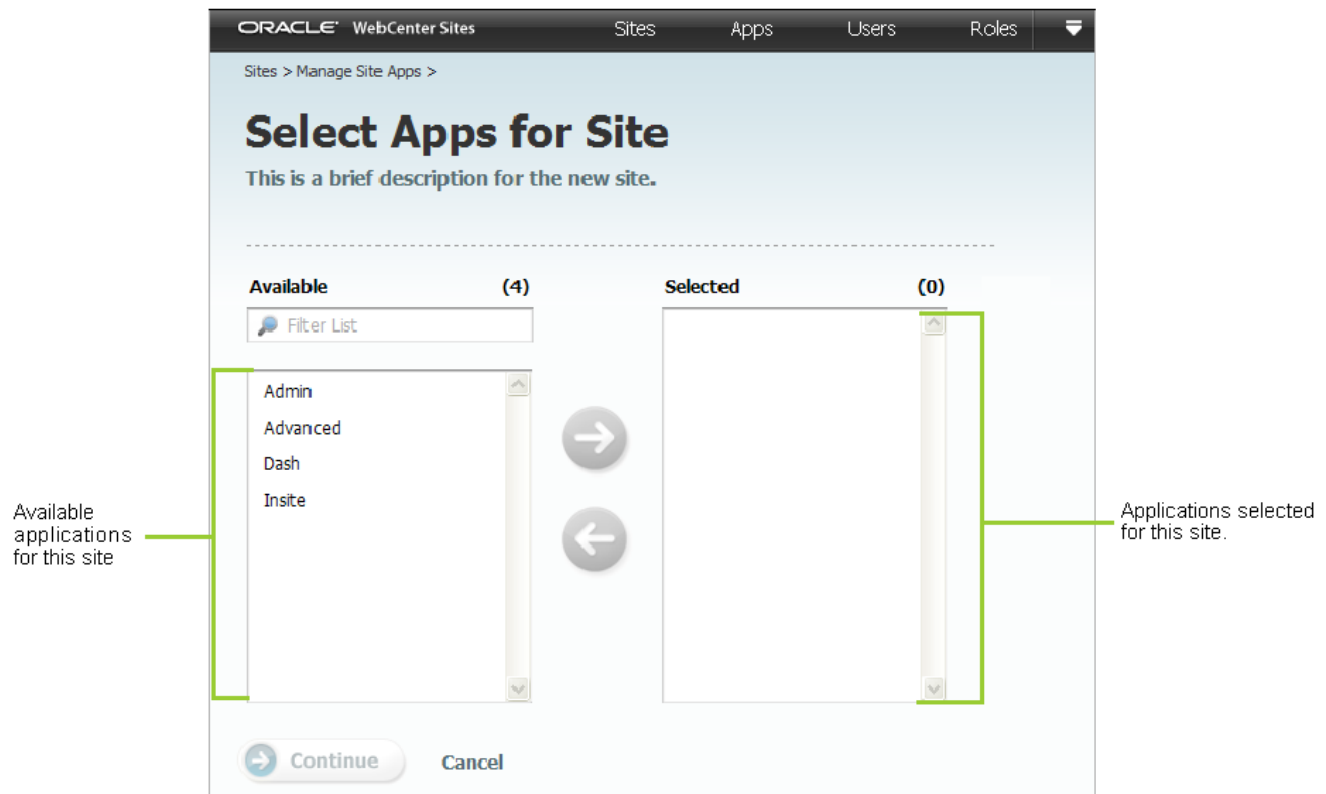 ORACLE WebCenter Sites Sites Apps Users Roles
Sites > Manage Site Apps >
Select Apps for Site
This is a brief description for the new site.
Available (4) Selected (0)
Filter List
Admin
Advanced
Dash
Insite
Available
applications
for this site
Applications selected
for this site.
Continue Cancel